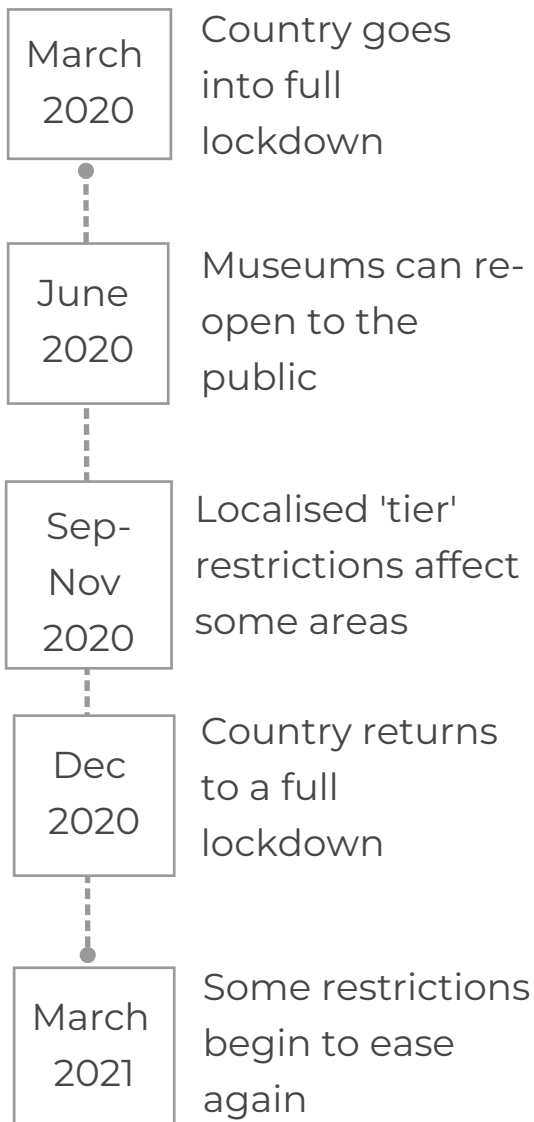 March
2020
Country goes
into full
lockdown
June
2020
Museums can re-
open to the
public
Sep-
Nov
2020
Localised 'tier'
restrictions affect
some areas
Dec
2020
Country returns
to a full
lockdown
March
2021
Some restrictions
begin to ease
again